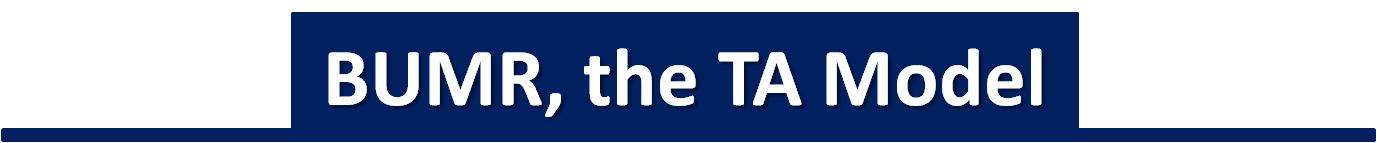 BUMR, the TA Model